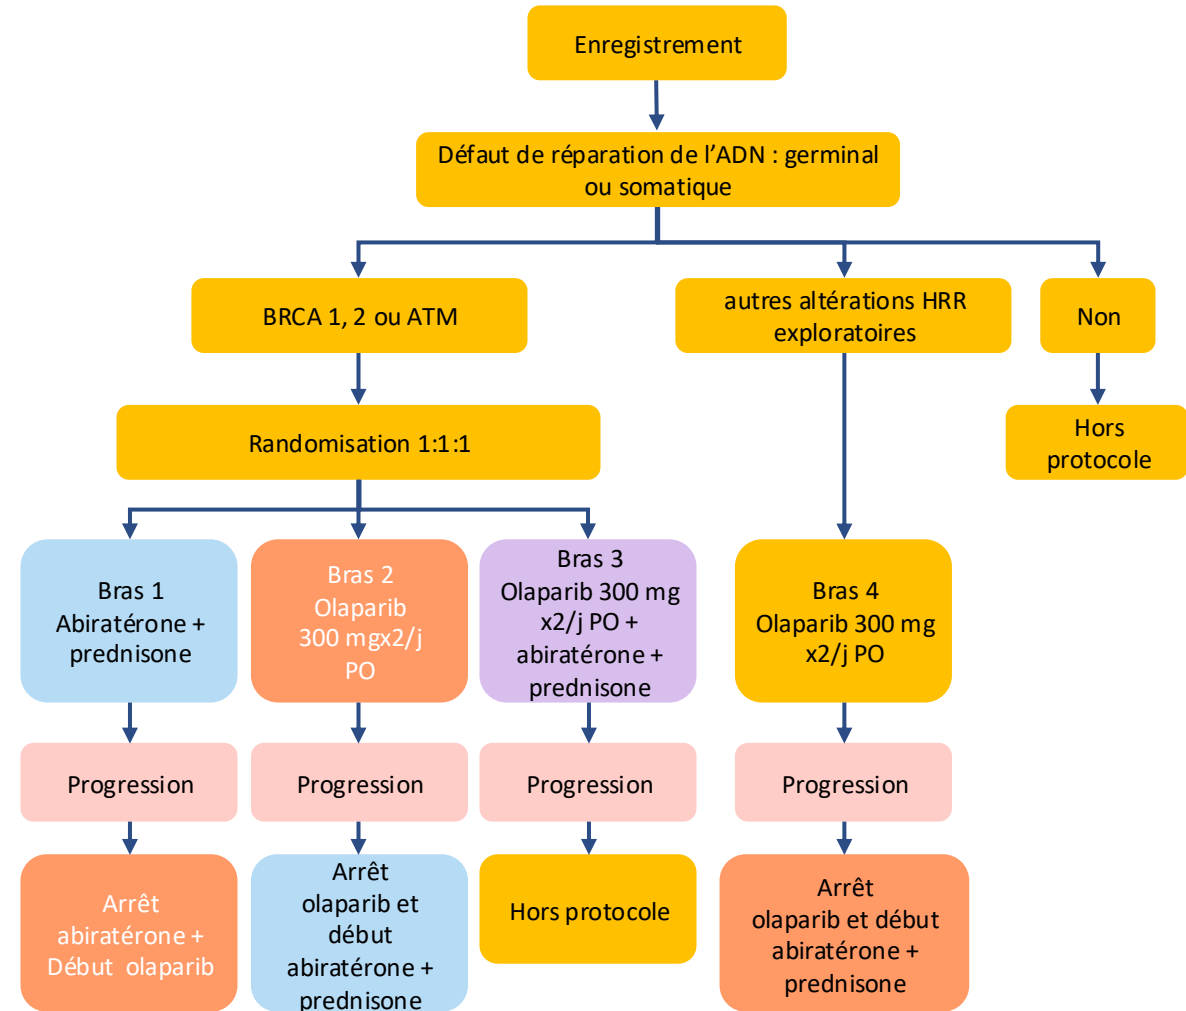 Enregistrement
Défaut de réparation de l’ADN : germinal
ou somatique
BRCA 1, 2 ou ATM
autres altérations HRR
exploratoires
Non
Randomisation 1:1:1
Hors
protocole
Bras 1
Abiratérone +
prednisone
Bras 2
Olaparib
300 mgx2/j
PO
Bras 3
Olaparib 300 mg
x2/j PO +
abiratérone +
prednisone
Bras 4
Olaparib 300 mg
x2/j PO
Progression
Progression
Progression
Progression
Arrêt
abiratérone +
Début olaparib
Arrêt
olaparib et
début
abiratérone +
prednisone
Hors protocole
Arrêt
olaparib et début
abiratérone +
prednisone